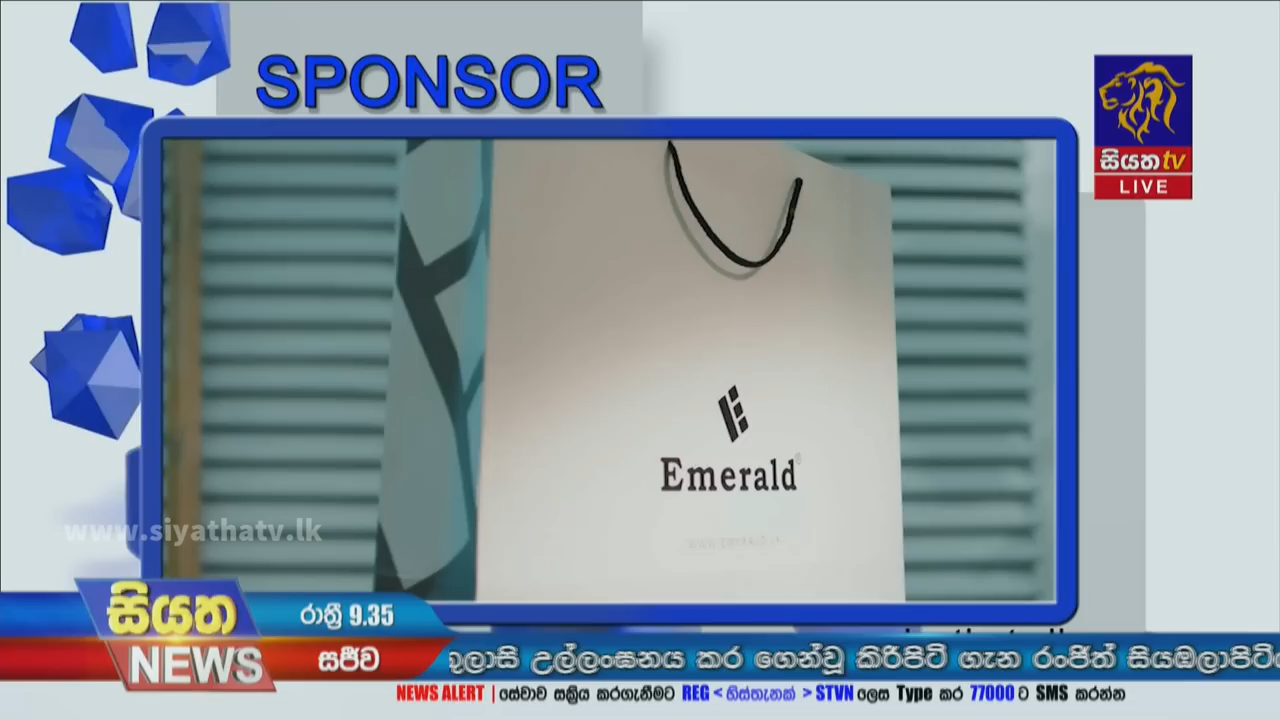 SPONSOR
සියත tv
LIVE
Emerald
www.siyathatv.lk
සියත
NEWS
රාත්‍රී 9.35
සජීව
උල්ලංඝනය කර ගෙන්වූ කිරිපිටි ගැන රංජිත්
NEWS ALERT | සේවාව සක්‍රිය කරගැනීමට REG < හිස්තැනක් > STVN ලෙස Type කර 77000 ට SMS කරන්න